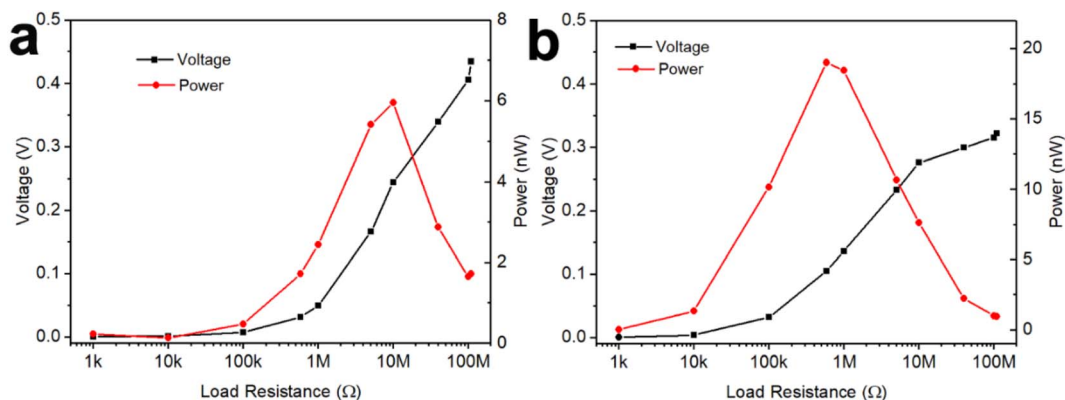 a
Voltage
Power
Voltage (V)
0.5
0.4
0.3
0.2
0.1
0.0
8
6
4
2
0
Power (nW)
1k 10k 100k 1M 10M 100M
Load Resistance (Ω)
b
Voltage
Power
Voltage (V)
0.5
0.4
0.3
0.2
0.1
0.0
20
15
10
5
0
Power (nW)
1k 10k 100k 1M 10M 100M
Load Resistance (Ω)